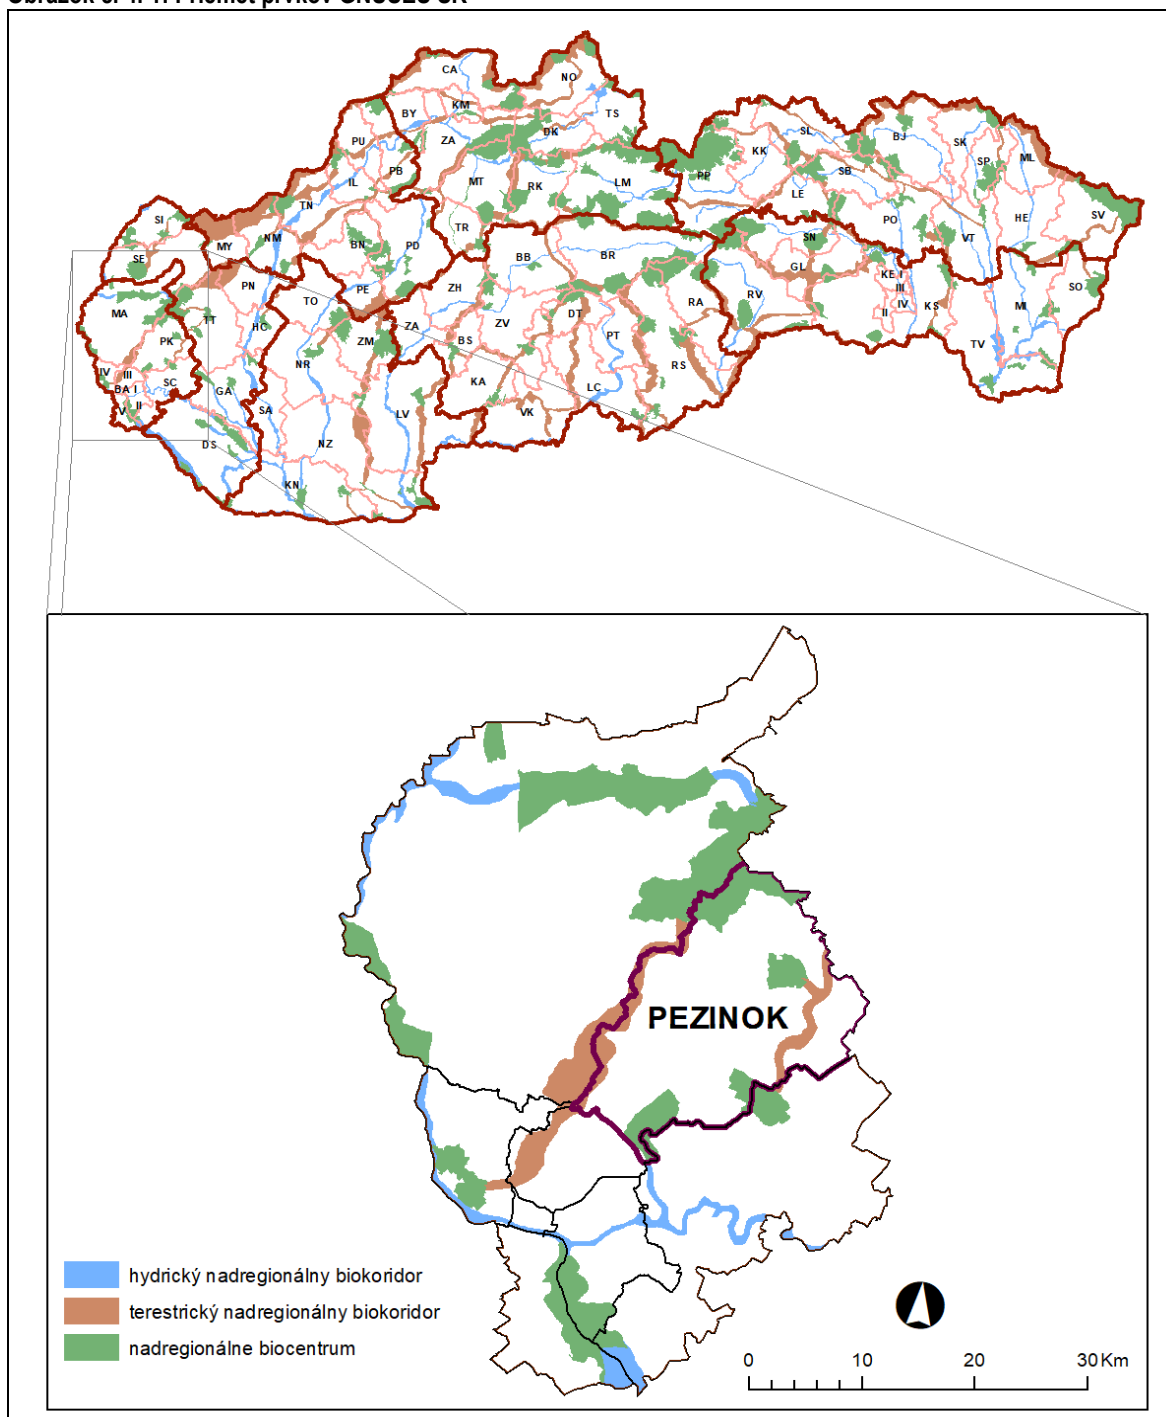 CA
NO
BY
KM
TS
PU
ZA
DK
PB
IL
MT
RK
LM
PP
KK
SL
BJ
SK
SP
ML
LE
SB
SI
TN
PO
HE
SV
SE
MY
NM
BN
PD
TR
BB
BR
SN
VT
PN
TO
PE
ZH
GL
KE I
III
IV
II
KS
MI
SO
MA
TT
HC
ZM
ZA
BS
ZV
DT
PT
RA
RV
TV
PK
IV
III
BA I
SC
V
II
NR
GA
SA
KA
VK
LC
RS
LV
DS
NZ
KN
PEZINOK
hydrický nadregionálny biokoridor
terestrický nadregionálny biokoridor
nadregionálne biocentrum
0 10 20 30 Km